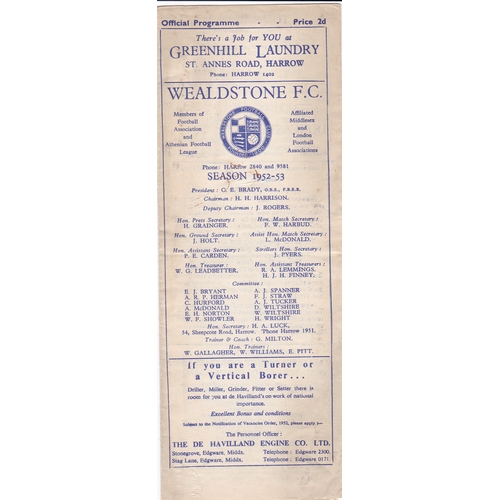 Official Programme - - Price 2d
There's a Job for YOU at
GREENHILL LAUNDRY
ST. ANNES ROAD, HARROW
Phone: HARROW 1402
WEALDSTONE F.C.
Members of
Football
Association
and
Athenian Football
League
Affiliated
Middlesex
and
London
Football
Associations
Phone: HARrow 2640 and 9381
SEASON 1952-53
President: C. E. BRADY, O.B.E., F.R.E.S.
Chairman: H. H. HARRISON.
Deputy Chairman: J. ROGERS.
Hon. Press Secretary:
H. GRAINGER.
Hon. Match Secretary:
F. W. HARBUD.
Hon. Ground Secretary:
J. HOLT.
Assist Hon. Match Secretary:
L. McDONALD.
Hon. Assistants Secretary:
P. E. CARDEN.
Strollers Hon. Secretary:
J. PYERS.
Hon. Treasurer:
W. G. LEADBETTER.
Hon. Assistant Treasurers:
R. A. LEMMINGS.
H. J. H. FINNEY.
Committee:
E. J. BRYANT
A. R. P. HERMAN
C. HURFORD
A. McDONALD
E. H. NORTON
W. F. SHOWLER
A. J. SPANNER
F. J. STRAW
A. J. TUCKER
D. WILTSHIRE
W. WILTSHIRE
H. WRIGHT
Hon. Secretary: H. A. LUCK,
54, Sheepcote Road, Harrow. Phone Harrow 1951.
Trainer & Coach: G. MILTON.
Hon. Trainers:
W. GALLAGHER, W. WILLIAMS, E. PITT.
If you are a Turner or
a Vertical Borer...
Driller, Miller, Grinder, Fitter or Setter there is
room for you at de Havilland's on work of national
importance.
Excellent Bonus and conditions
Subject to the Notification of Vacancies Order, 1952, please apply :-
The Personnel Officer:
THE DE HAVILLAND ENGINE CO. LTD.
Stonegrove, Edgware, Middx. Telephone: Edgware 2300.
Stag Lane, Edgware, Middx. Telephone: Edgware 0171.